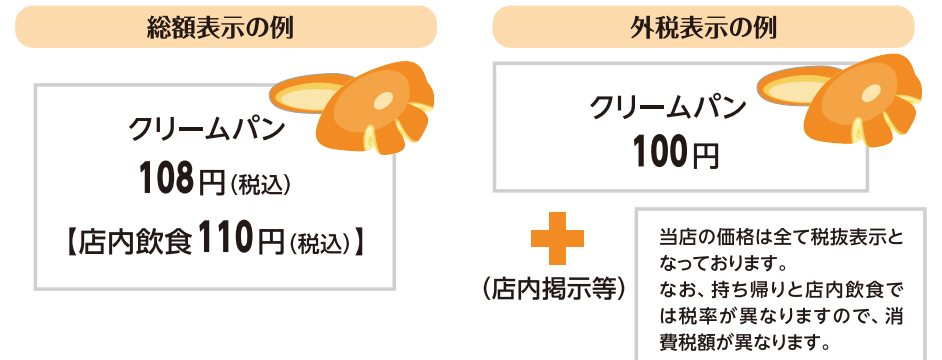 総額表示の例
クリームパン
108円（税込）
【店内飲食110円（税込）】
外税表示の例
クリームパン
100円
（店内掲示等）
当店の価格は全て税抜表示と
なっております。
なお、持ち帰りと店内飲食で
は税率が異なりますので、消
費税額が異なります。